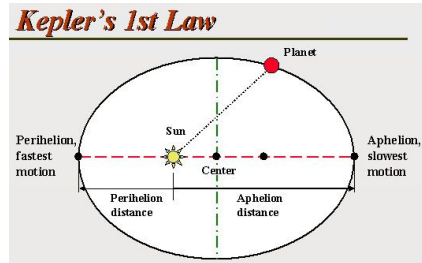 Kepler's 1st Law
Planet
Sun
Perihelion,
fastest
motion
Center
Aphelion,
slowest
motion
Perihelion
distance
Aphelion
distance